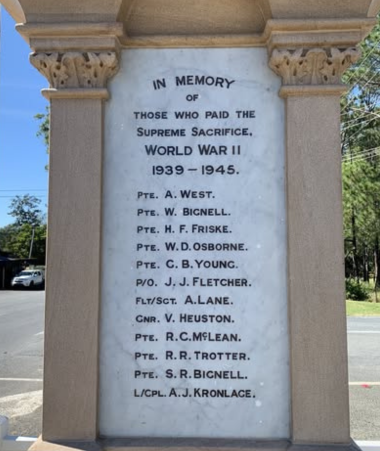 IN MEMORY
OF
THOSE WHO PAID THE
SUPREME SACRIFICE.
WORLD WAR II
1939 – 1945.
PTE. A. WEST.
PTE. W. BIGNELL.
PTE. H. F. FRISKE.
PTE. W. D. OSBORNE.
PTE. C. B. YOUNG.
P/O. J. J. FLETCHER.
FLT/SGT. A. LANE.
GNR. V. HEUSTON.
PTE. R. C. McLEAN.
PTE. R. R. TROTTER.
PTE. S. R. BIGNELL.
L/CPL. A. J. KRONLAGE.